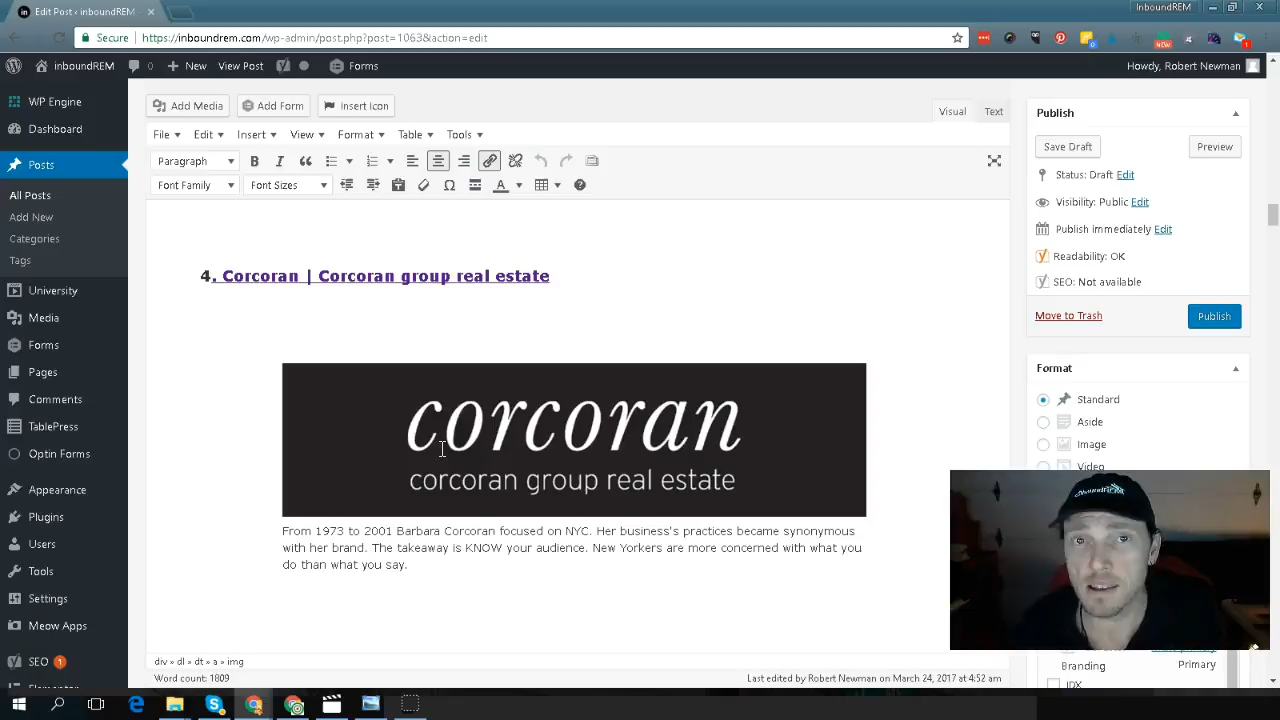 Edit Post ‹ inboundREM
InboundREM
Secure
https://inboundrem.com/wp-admin/post.php?post=1063&action=edit
inboundREM
0
New
View Post
Forms
Howdy, Robert Newman
WP Engine
Dashboard
Posts
All Posts
Add New
Categories
Tags
University
Media
Forms
Pages
Comments
TablePress
Optin Forms
Appearance
Plugins
Users
Tools
Settings
Meow Apps
SEO 1
Elementor
Add Media
Add Form
Insert Icon
Visual
Text
File
Edit
Insert
View
Format
Table
Tools
Paragraph
Font Family
Font Sizes
4. Corcoran | Corcoran group real estate
corcoran
corcoran group real estate
From 1973 to 2001 Barbara Corcoran focused on NYC. Her business's practices became synonymous
with her brand. The takeaway is KNOW your audience. New Yorkers are more concerned with what you
do than what you say.
div » dl » dt » a » img
Word count: 1809
Last edited by Robert Newman on March 24, 2017 at 4:52 am
Publish
Save Draft
Preview
Status: Draft Edit
Visibility: Public Edit
Publish immediately Edit
Readability: OK
SEO: Not available
Move to Trash
Publish
Format
Standard
Aside
Image
Video
inboundREM
Branding
Primary
IDX